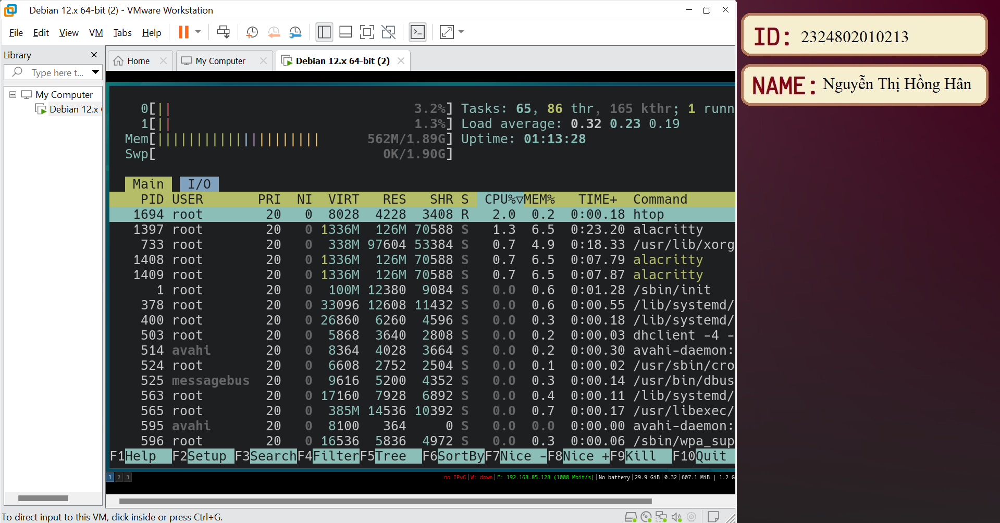 Debian 12.x 64-bit (2) - VMware Workstation
File Edit View VM Tabs Help
Library
Type here t...
My Computer
Debian 12.x
Home
My Computer
Debian 12.x 64-bit (2)
0[|| 3.2%] Tasks: 65, 86 thr, 165 kthr; 1 runn
1[|| 1.3%] Load average: 0.32 0.23 0.19
Mem[||||||||||||||||||||| 562M/1.89G] Uptime: 01:13:28
Swp[ 0K/1.90G]
Main I/O
PID USER PRI NI VIRT RES SHR S CPU%▽MEM% TIME+ Command
1694 root 20 0 8028 4228 3408 R 2.0 0.2 0:00.18 htop
1397 root 20 0 1336M 126M 70588 S 1.3 6.5 0:23.20 alacritty
733 root 20 0 338M 97604 53384 S 0.7 4.9 0:18.33 /usr/lib/xorg
1408 root 20 0 1336M 126M 70588 S 0.7 6.5 0:07.79 alacritty
1409 root 20 0 1336M 126M 70588 S 0.7 6.5 0:07.87 alacritty
1 root 20 0 100M 12380 9084 S 0.0 0.6 0:01.28 /sbin/init
378 root 20 0 33096 12608 11432 S 0.0 0.6 0:00.55 /lib/systemd/
400 root 20 0 26860 6260 4596 S 0.0 0.3 0:00.18 /lib/systemd/
503 root 20 0 5868 3640 2808 S 0.0 0.2 0:00.03 dhclient -4 -
514 avahi 20 0 8364 4028 3664 S 0.0 0.2 0:00.30 avahi-daemon:
524 root 20 0 6608 2752 2504 S 0.0 0.1 0:00.02 /usr/sbin/cro
525 messagebus 20 0 9616 5200 4352 S 0.0 0.3 0:00.14 /usr/bin/dbus
563 root 20 0 17160 7928 6892 S 0.0 0.4 0:00.11 /lib/systemd/
565 root 20 0 385M 14536 10392 S 0.0 0.7 0:00.17 /usr/libexec/
595 avahi 20 0 8100 364 0 S 0.0 0.0 0:00.00 avahi-daemon:
596 root 20 0 16536 5836 4972 S 0.0 0.3 0:00.06 /sbin/wpa_sup
F1Help F2Setup F3SearchF4FilterF5Tree F6SortByF7Nice -F8Nice +F9Kill F10Quit
1 2 3 no IPv6|W: down|E: 192.168.85.128 (1000 Mbit/s)|No battery|29.9 GiB|0.32|607.1 MiB | 1.2 G
To direct input to this VM, click inside or press Ctrl+G.
ID: 2324802010213
NAME: Nguyễn Thị Hồng Hân